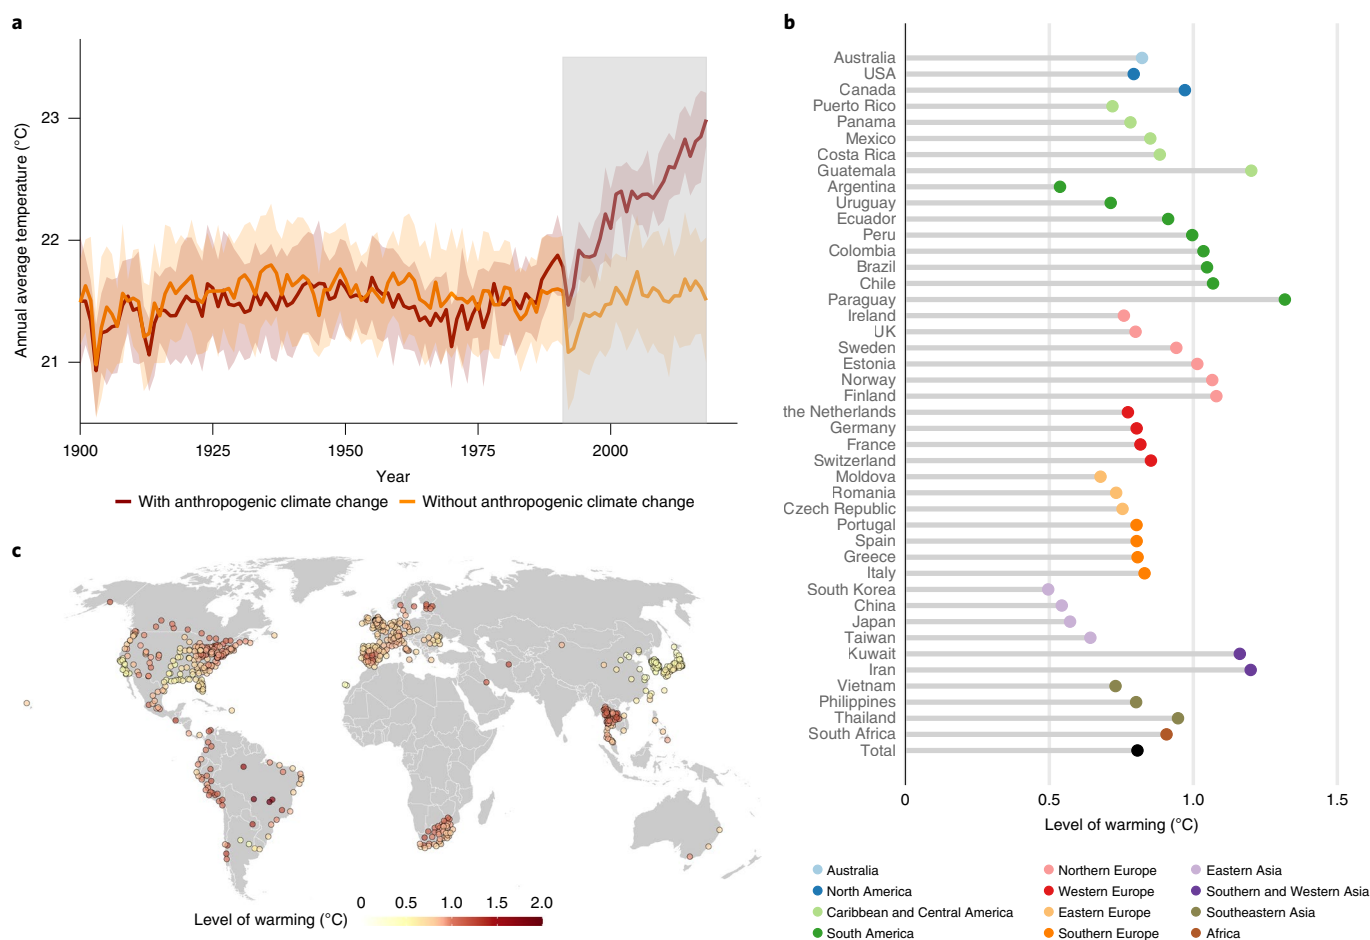 a
Annual average temperature (°C)
23
22
21
1900
1925
1950
1975
2000
Year
With anthropogenic climate change
Without anthropogenic climate change
b
Australia
USA
Canada
Puerto Rico
Panama
Mexico
Costa Rica
Guatemala
Argentina
Uruguay
Ecuador
Peru
Colombia
Brazil
Chile
Paraguay
Ireland
UK
Sweden
Estonia
Norway
Finland
the Netherlands
Germany
France
Switzerland
Moldova
Romania
Czech Republic
Portugal
Spain
Greece
Italy
South Korea
China
Japan
Taiwan
Kuwait
Iran
Vietnam
Philippines
Thailand
South Africa
Total
0
0.5
1.0
1.5
Level of warming (°C)
Australia
North America
Caribbean and Central America
South America
Northern Europe
Western Europe
Eastern Europe
Southern Europe
Eastern Asia
Southern and Western Asia
Southeastern Asia
Africa
c
Level of warming (°C)
0
0.5
1.0
1.5
2.0